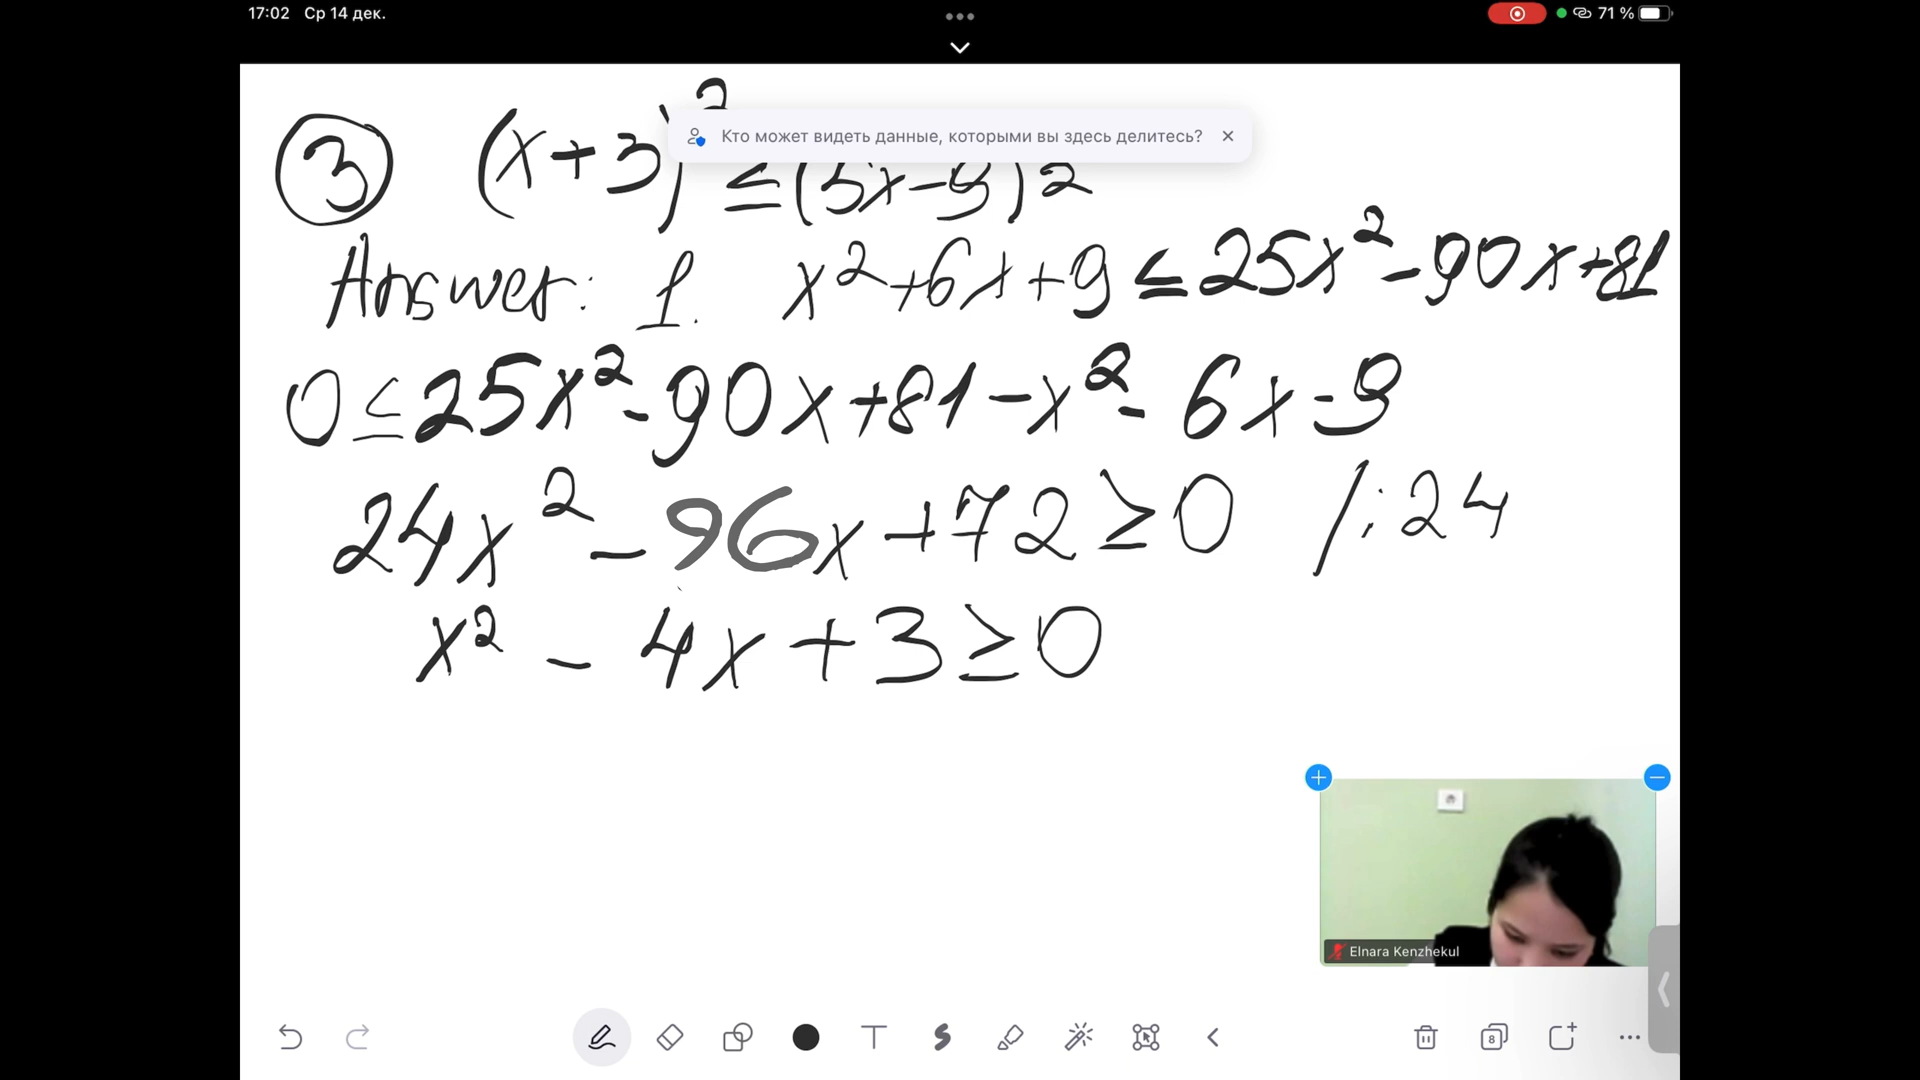 17:02 Ср 14 дек.
71 %
Кто может видеть данные, которыми вы здесь делитесь?
③ (x+3)² ≤ (5x-9)²
Answer: 1. x²+6x+9 ≤ 25x²-90x+81
0 ≤ 25x²-90x+81-x²-6x-9
24x²-96x+72≥0 /:24
x²-4x+3≥0
Elnara Kenzhekul
T
8